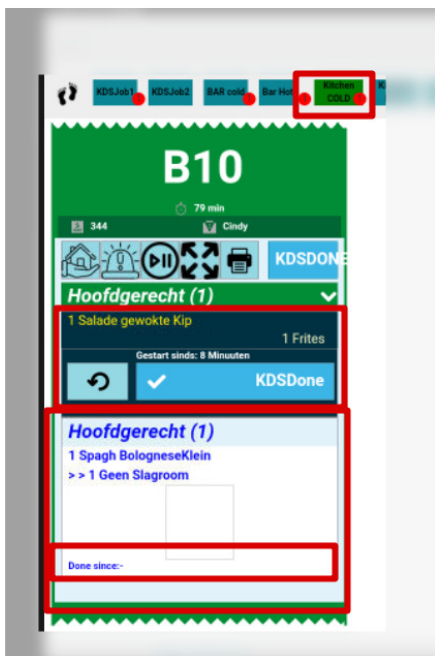 KDSJob1 KDSJob2 BAR cold Bar Hot Kitchen COLD
B10
79 min
344 Cindy
KDSDONE
Hoofdgerecht (1)
1 Salade gewokte Kip
1 Frites
Gestart sinds: 8 Minuuten
KDSDone
Hoofdgerecht (1)
1 Spagh BologneseKlein
> > 1 Geen Slagroom
Done since:-